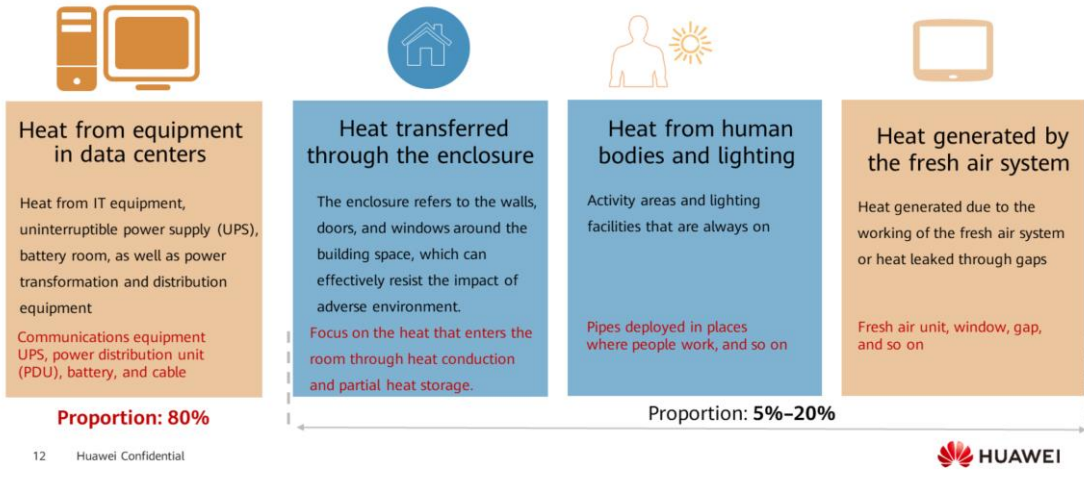 Heat from equipment
in data centers
Heat from IT equipment,
uninterruptible power supply (UPS),
battery room, as well as power
transformation and distribution
equipment
Communications equipment
UPS, power distribution unit
(PDU), battery, and cable
Proportion: 80%
Heat transferred
through the enclosure
The enclosure refers to the walls,
doors, and windows around the
building space, which can
effectively resist the impact of
adverse environment.
Focus on the heat that enters the
room through heat conduction
and partial heat storage.
Heat from human
bodies and lighting
Activity areas and lighting
facilities that are always on
Pipes deployed in places
where people work, and so on
Heat generated by
the fresh air system
Heat generated due to the
working of the fresh air system
or heat leaked through gaps
Fresh air unit, window, gap,
and so on
Proportion: 5%–20%
12 Huawei Confidential
HUAWEI